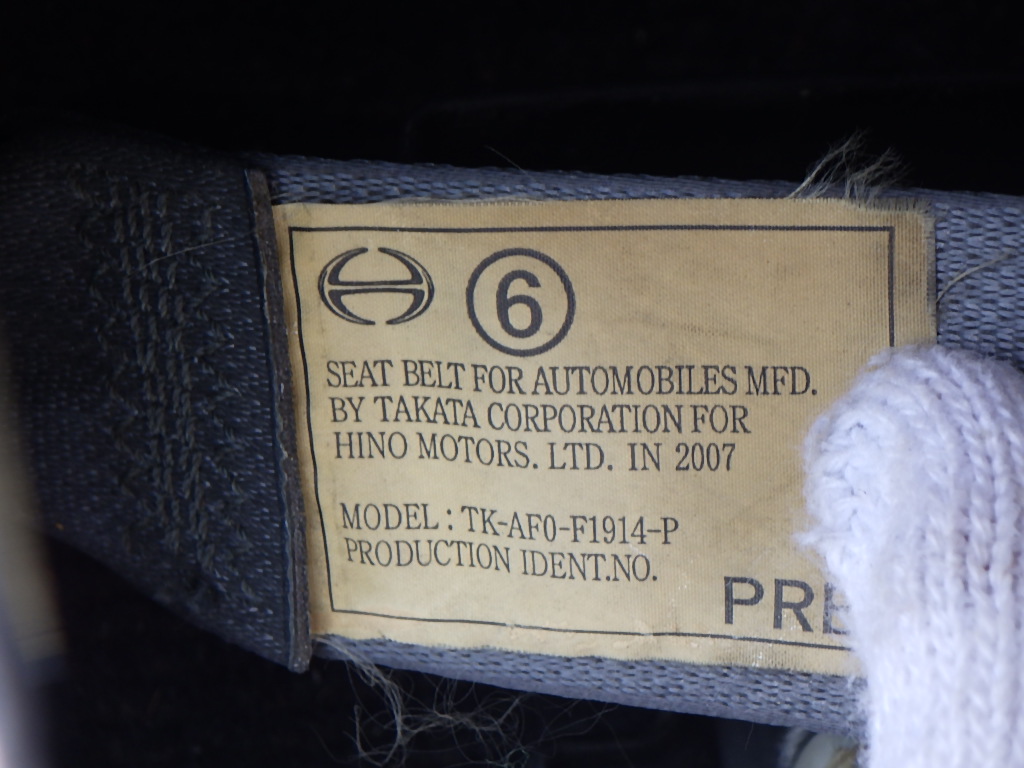 6
SEAT BELT FOR AUTOMOBILES MFD.
BY TAKATA CORPORATION FOR
HINO MOTORS. LTD. IN 2007
MODEL : TK-AF0-F1914-P
PRODUCTION IDENT.NO.